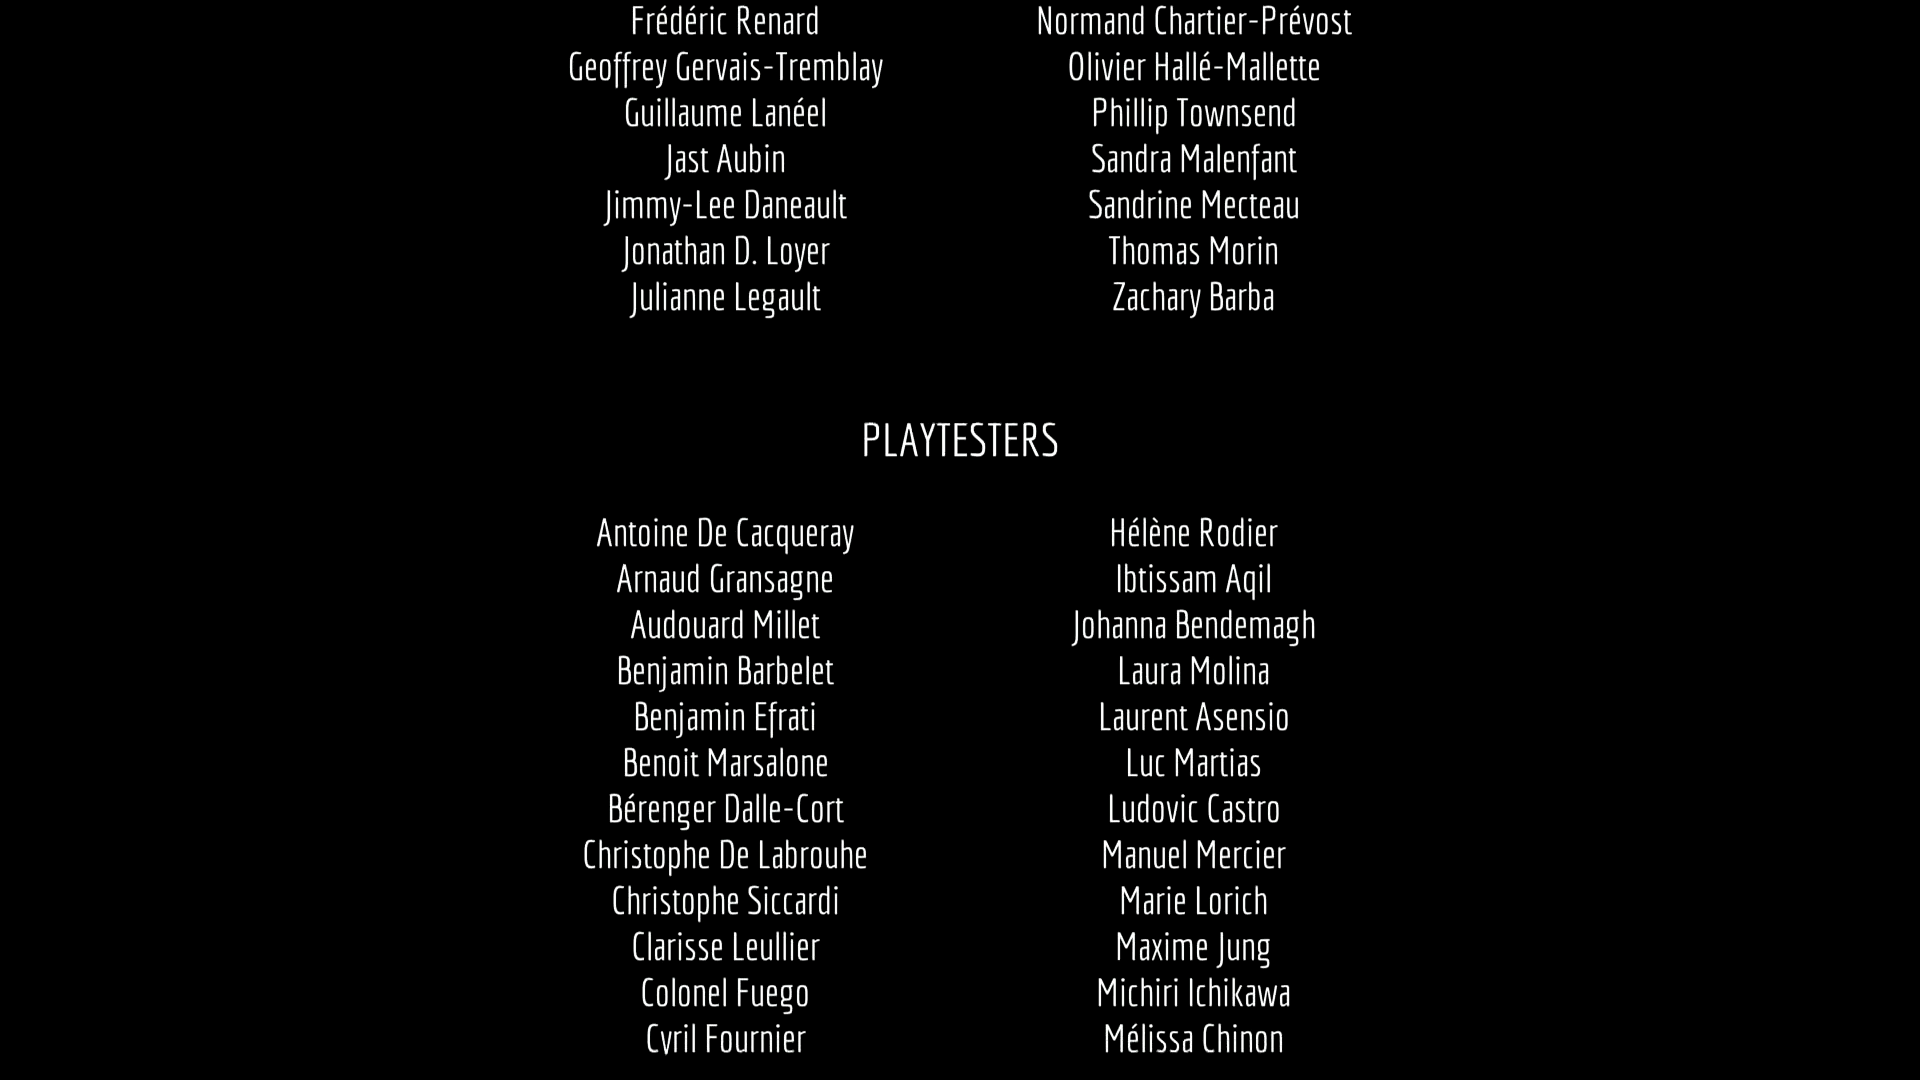 Frédéric Renard
Geoffrey Gervais-Tremblay
Guillaume Lanéel
Jast Aubin
Jimmy-Lee Daneault
Jonathan D. Loyer
Julianne Legault
Normand Chartier-Prévost
Olivier Hallé-Mallette
Phillip Townsend
Sandra Malenfant
Sandrine Mecteau
Thomas Morin
Zachary Barba
PLAYTESTERS
Antoine De Cacqueray
Arnaud Gransagne
Audouard Millet
Benjamin Barbelet
Benjamin Efrati
Benoit Marsalone
Bérenger Dalle-Cort
Christophe De Labrouhe
Christophe Siccardi
Clarisse Leullier
Colonel Fuego
Cyril Fournier
Hélène Rodier
Ibtissam Aqil
Johanna Bendemagh
Laura Molina
Laurent Asensio
Luc Martias
Ludovic Castro
Manuel Mercier
Marie Lorich
Maxime Jung
Michiri Ichikawa
Mélissa Chinon